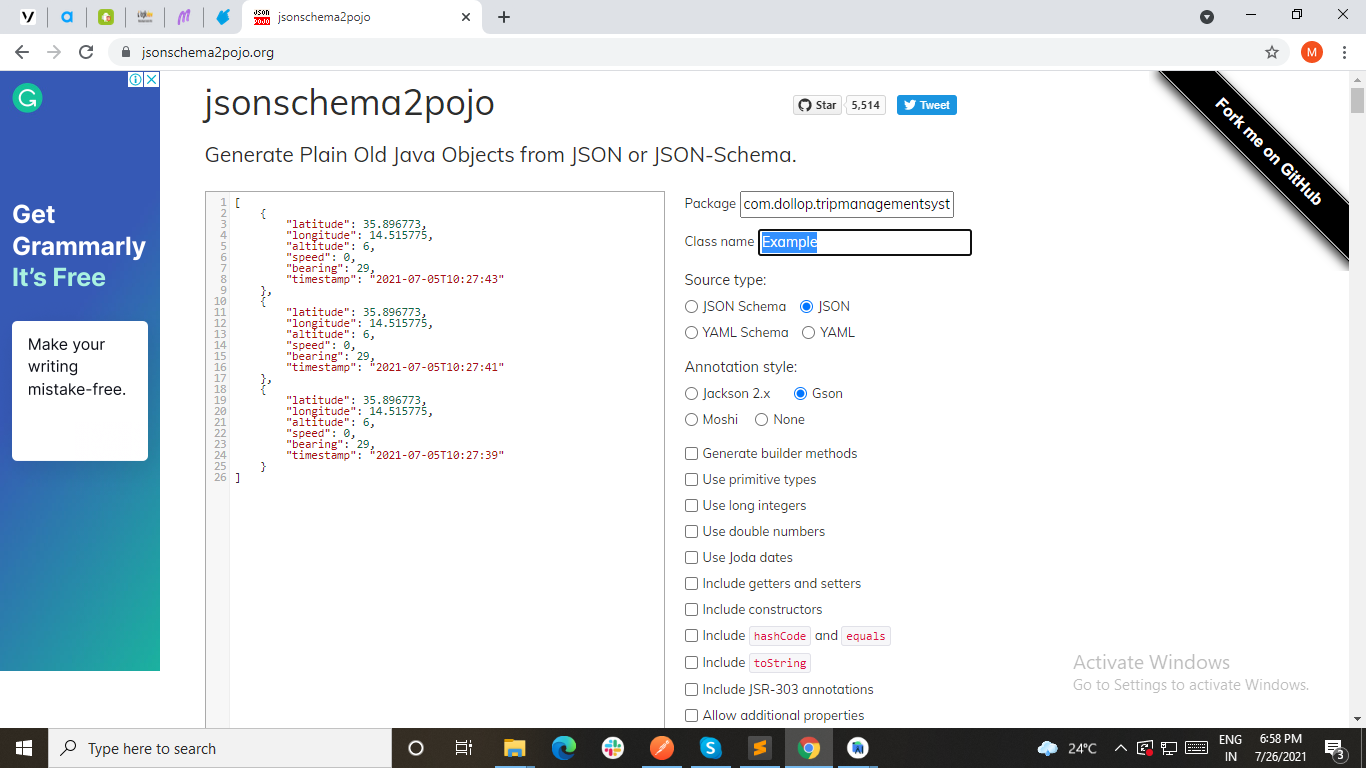 jsonschema2pojo
jsonschema2pojo.org
M
Get
Grammarly
It's Free
Make your
writing
mistake-free.
jsonschema2pojo
Star
5,514
Tweet
Fork me on GitHub
Generate Plain Old Java Objects from JSON or JSON-Schema.
1 [
2 {
3 "latitude": 35.896773,
4 "longitude": 14.515775,
5 "altitude": 6,
6 "speed": 0,
7 "bearing": 29,
8 "timestamp": "2021-07-05T10:27:43"
9 },
10 {
11 "latitude": 35.896773,
12 "longitude": 14.515775,
13 "altitude": 6,
14 "speed": 0,
15 "bearing": 29,
16 "timestamp": "2021-07-05T10:27:41"
17 },
18 {
19 "latitude": 35.896773,
20 "longitude": 14.515775,
21 "altitude": 6,
22 "speed": 0,
23 "bearing": 29,
24 "timestamp": "2021-07-05T10:27:39"
25 }
26 ]
Package com.dollop.tripmanagementsyst
Class name Example
Source type:
JSON Schema JSON
YAML Schema YAML
Annotation style:
Jackson 2.x Gson
Moshi None
Generate builder methods
Use primitive types
Use long integers
Use double numbers
Use Joda dates
Include getters and setters
Include constructors
Include hashCode and equals
Include toString
Include JSR-303 annotations
Allow additional properties
Activate Windows
Go to Settings to activate Windows.
Type here to search
24°C
ENG
IN
6:58 PM
7/26/2021
3